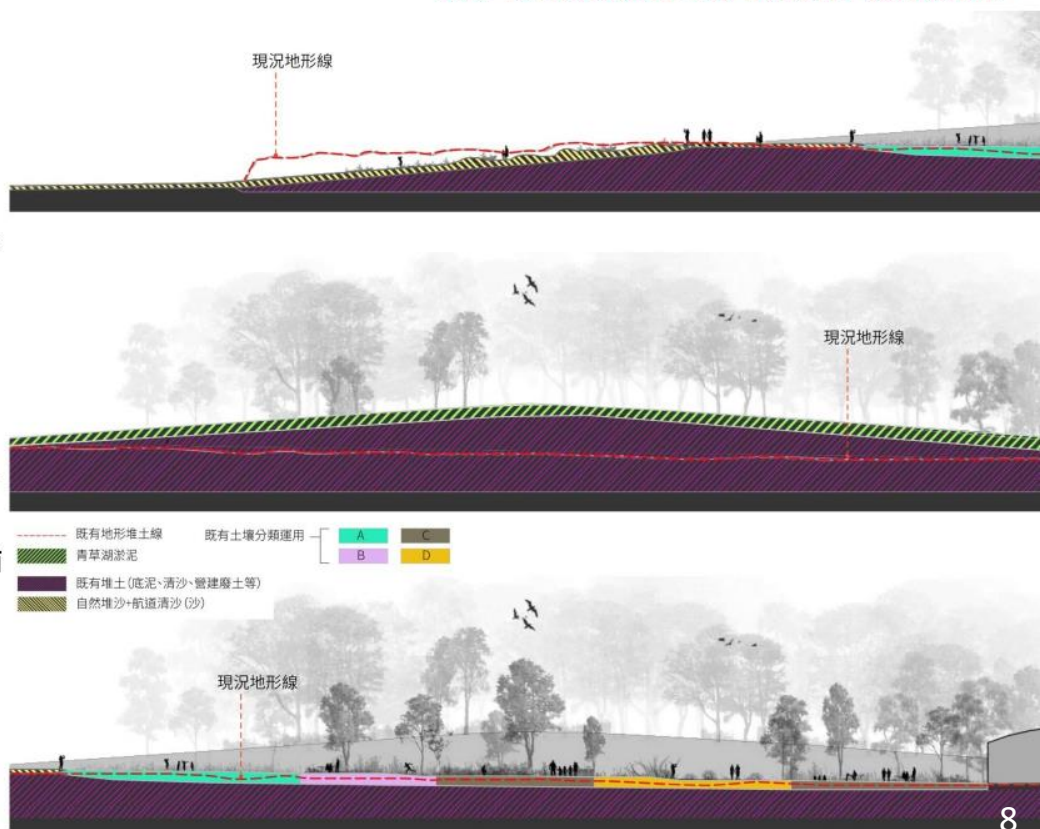 現況地形線
現況地形線
既有地形堆土線
青草湖淤泥
既有堆土(底泥、清沙、營建廢土等)
自然堆沙+航道清沙(沙)
既有土壤分類運用
A
C
B
D
現況地形線
8